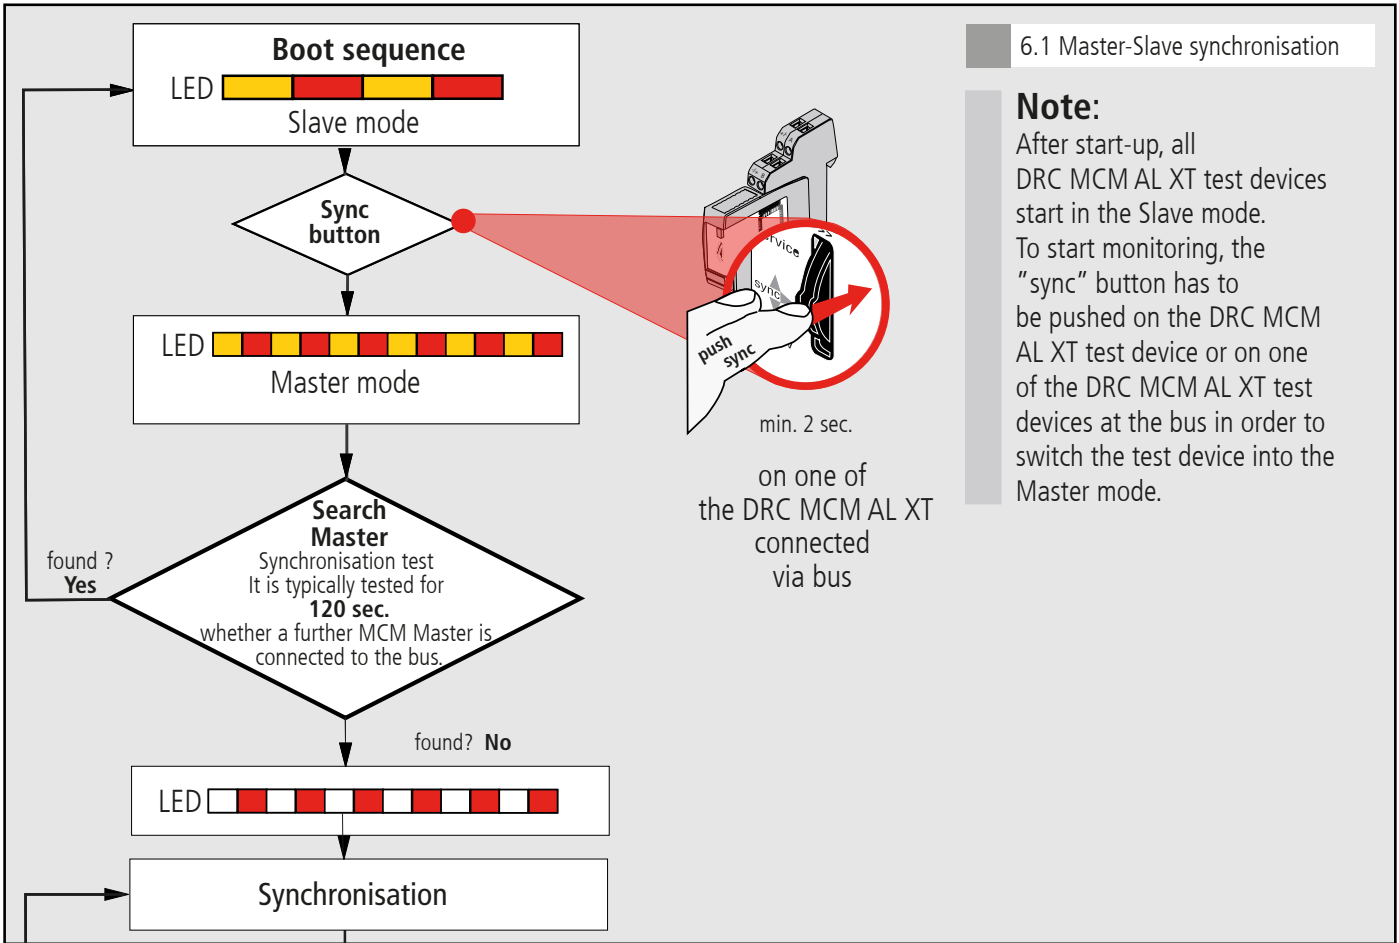 Boot sequence
LED
Slave mode
Sync
button
LED
Master mode
Search
Master
Synchronisation test
It is typically tested for
120 sec.
whether a further MCM Master is
connected to the bus.
found ?
Yes
found? No
LED
Synchronisation
rvice
sync
push
sync
min. 2 sec.
on one of
the DRC MCM AL XT
connected
via bus
6.1 Master-Slave synchronisation
Note:
After start-up, all
DRC MCM AL XT test devices
start in the Slave mode.
To start monitoring, the
”sync” button has to
be pushed on the DRC MCM
AL XT test device or on one
of the DRC MCM AL XT test
devices at the bus in order to
switch the test device into the
Master mode.